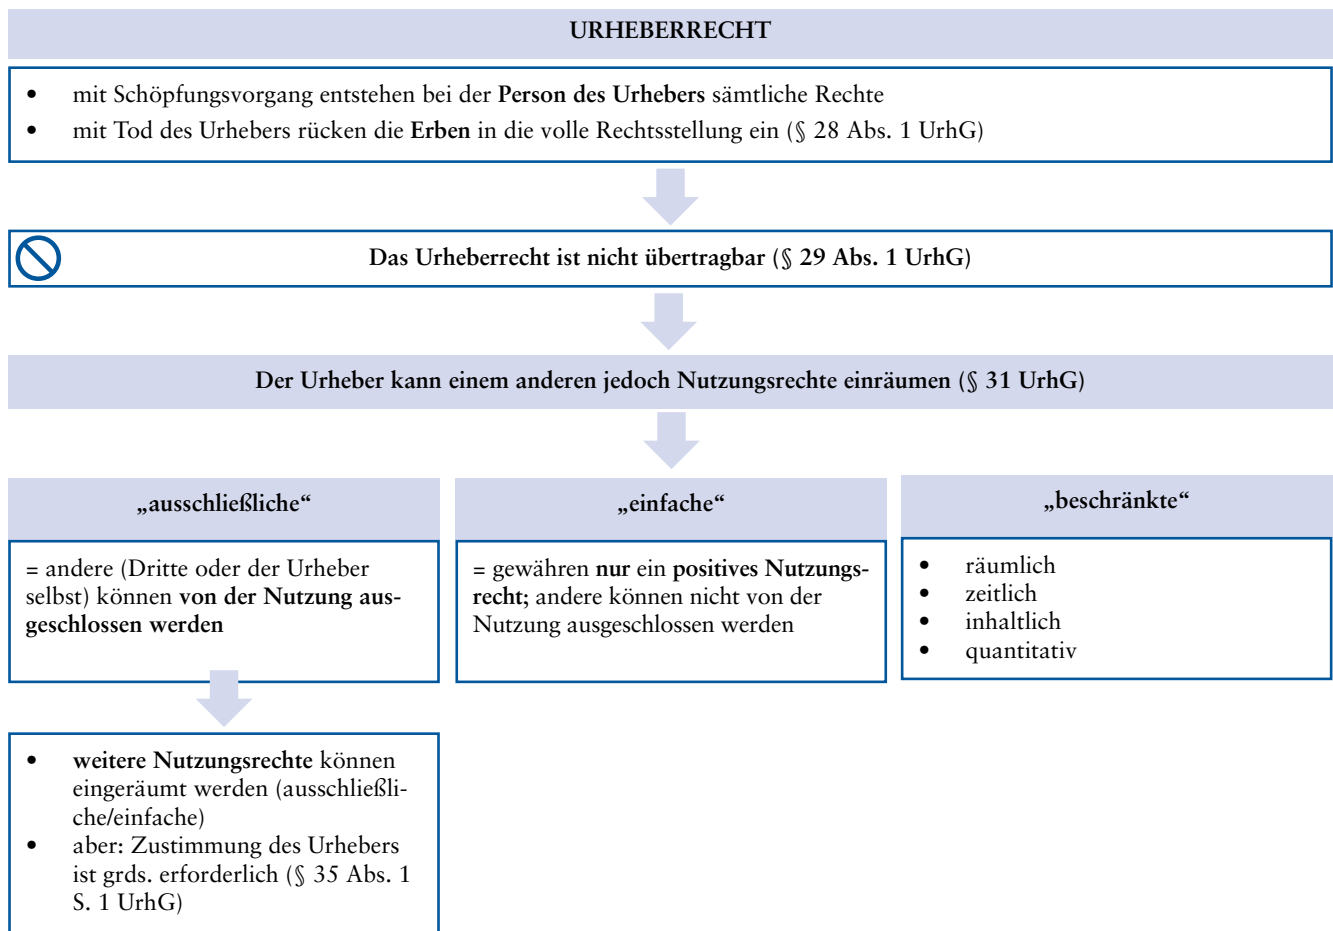 URHEBERRECHT
• mit Schöpfungsvorgang entstehen bei der Person des Urhebers sämtliche Rechte
• mit Tod des Urhebers rücken die Erben in die volle Rechtsstellung ein (§ 28 Abs. 1 UrhG)
Das Urheberrecht ist nicht übertragbar (§ 29 Abs. 1 UrhG)
Der Urheber kann einem anderen jedoch Nutzungsrechte einräumen (§ 31 UrhG)
„ausschließliche“
= andere (Dritte oder der Urheber
selbst) können von der Nutzung aus-
geschlossen werden
„einfache“
= gewähren nur ein positives Nutzungs-
recht; andere können nicht von der
Nutzung ausgeschlossen werden
„beschränkte“
• räumlich
• zeitlich
• inhaltlich
• quantitativ
• weitere Nutzungsrechte können
eingeräumt werden (ausschließli-
che/einfache)
• aber: Zustimmung des Urhebers
ist grds. erforderlich (§ 35 Abs. 1
S. 1 UrhG)